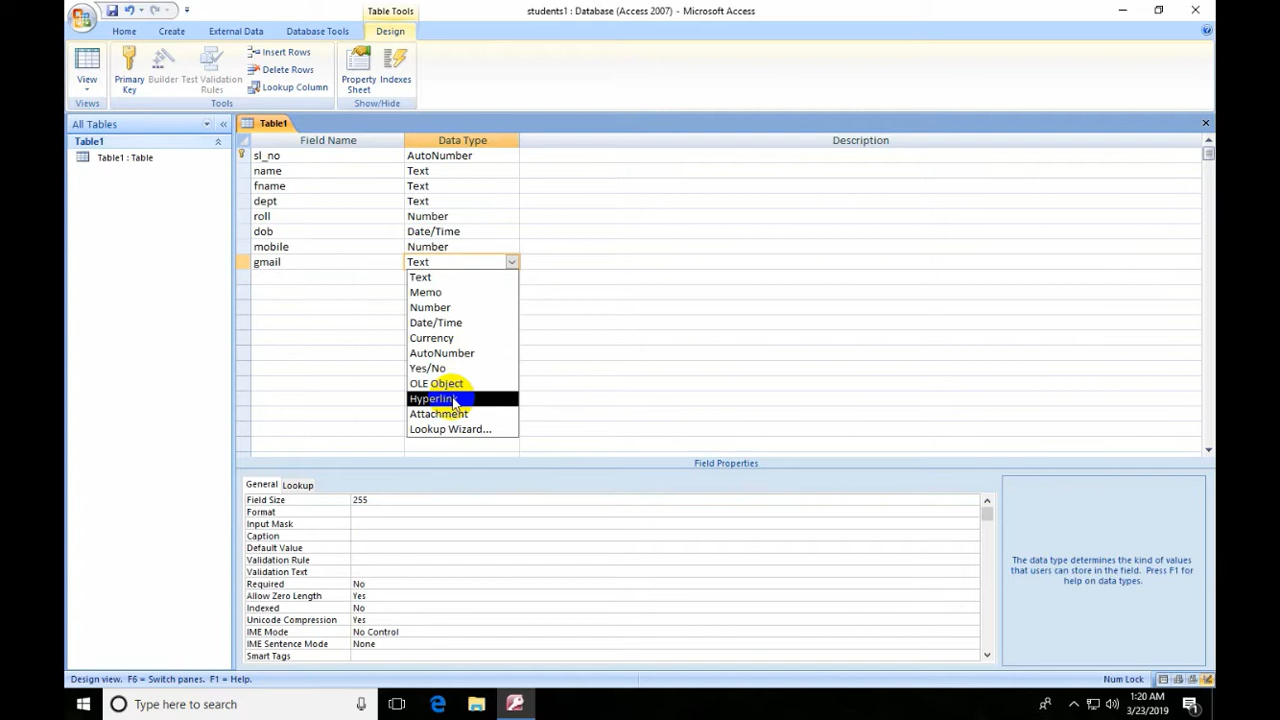 Table Tools
students1 : Database (Access 2007) - Microsoft Access
Home Create External Data Database Tools Design
View
Primary Key
Builder
Test Validation Rules
Insert Rows
Delete Rows
Lookup Column
Property Sheet
Indexes
Views Tools Show/Hide
All Tables
Table1
Table1 : Table
Table1
Field Name Data Type Description
sl_no AutoNumber
name Text
fname Text
dept Text
roll Number
dob Date/Time
mobile Number
gmail Text
Text
Memo
Number
Date/Time
Currency
AutoNumber
Yes/No
OLE Object
Hyperlink
Attachment
Lookup Wizard...
Field Properties
General Lookup
Field Size 255
Format
Input Mask
Caption
Default Value
Validation Rule
Validation Text
Required No
Allow Zero Length Yes
Indexed No
Unicode Compression Yes
IME Mode No Control
IME Sentence Mode None
Smart Tags
The data type determines the kind of values
that users can store in the field. Press F1 for
help on data types.
Design view. F6 = Switch panes. F1 = Help.
Num Lock
Type here to search
1:20 AM
3/23/2019